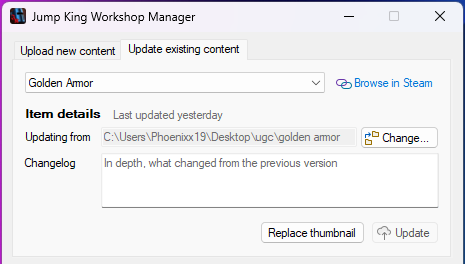 Jump King Workshop Manager
Upload new content Update existing content
Golden Armor Browse in Steam
Item details Last updated yesterday
Updating from C:\Users\Phoenixx19\Desktop\ugc\golden armor Change...
Changelog In depth, what changed from the previous version
Replace thumbnail Update